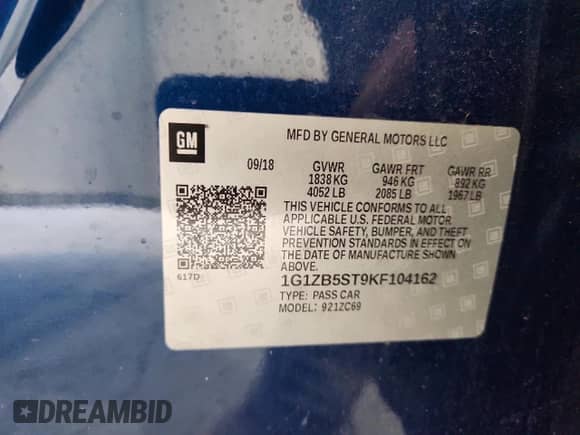 GM
MFD BY GENERAL MOTORS LLC
09/18 GVWR GAWR FRT GAWR RR
1838 KG 946 KG 892 KG
4052 LB 2085 LB 1967 LB
THIS VEHICLE CONFORMS TO ALL
APPLICABLE U.S. FEDERAL MOTOR
VEHICLE SAFETY, BUMPER, AND THEFT
PREVENTION STANDARDS IN EFFECT ON
THE DATE OF MANUFACTURE SHOWN
ABOVE.
617D
1G1ZB5ST9KF104162
TYPE: PASS CAR
MODEL: 921ZC69
DREAMBID